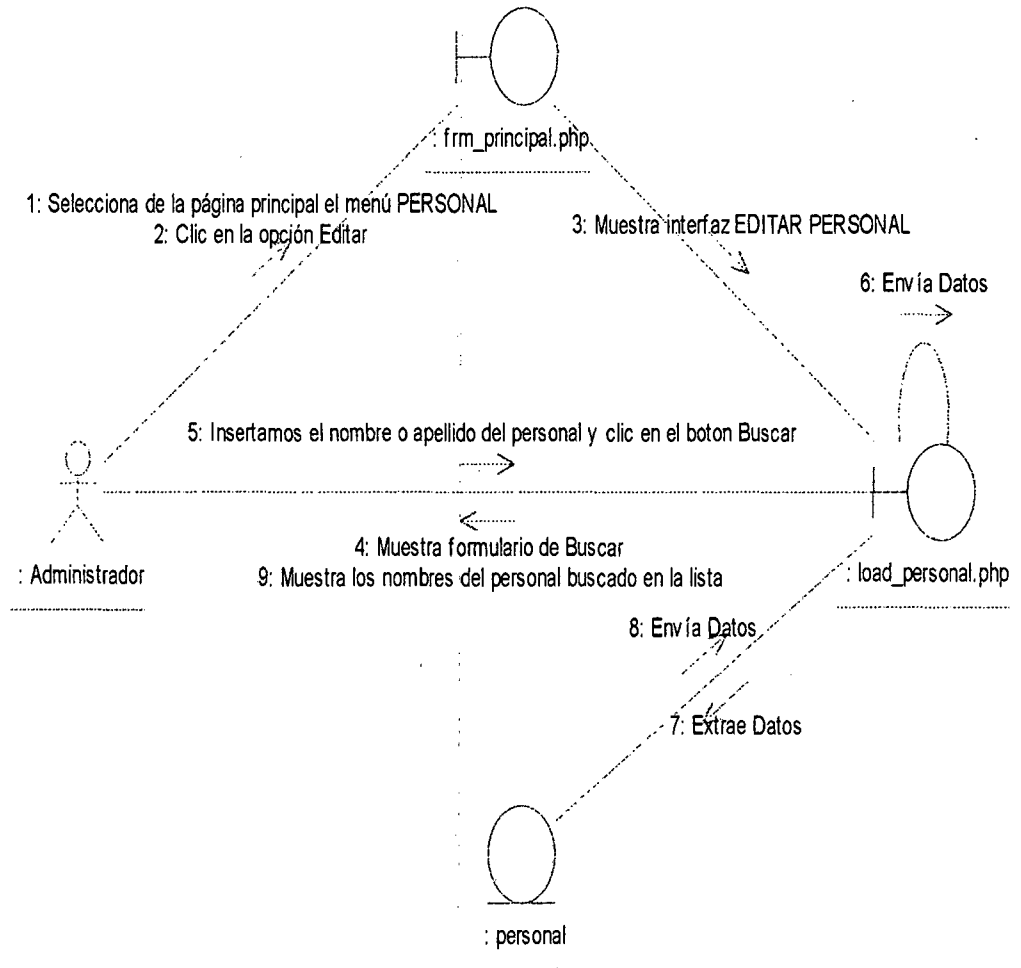 : frm_principal.php
1: Selecciona de la página principal el menú PERSONAL
2: Clic en la opción Editar
3: Muestra interfaz EDITAR PERSONAL
6: Envía Datos
5: Insertamos el nombre o apellido del personal y clic en el boton Buscar
4: Muestra formulario de Buscar
9: Muestra los nombres del personal buscado en la lista
: Administrador
: load_personal.php
8: Envía Datos
7: Extrae Datos
: personal